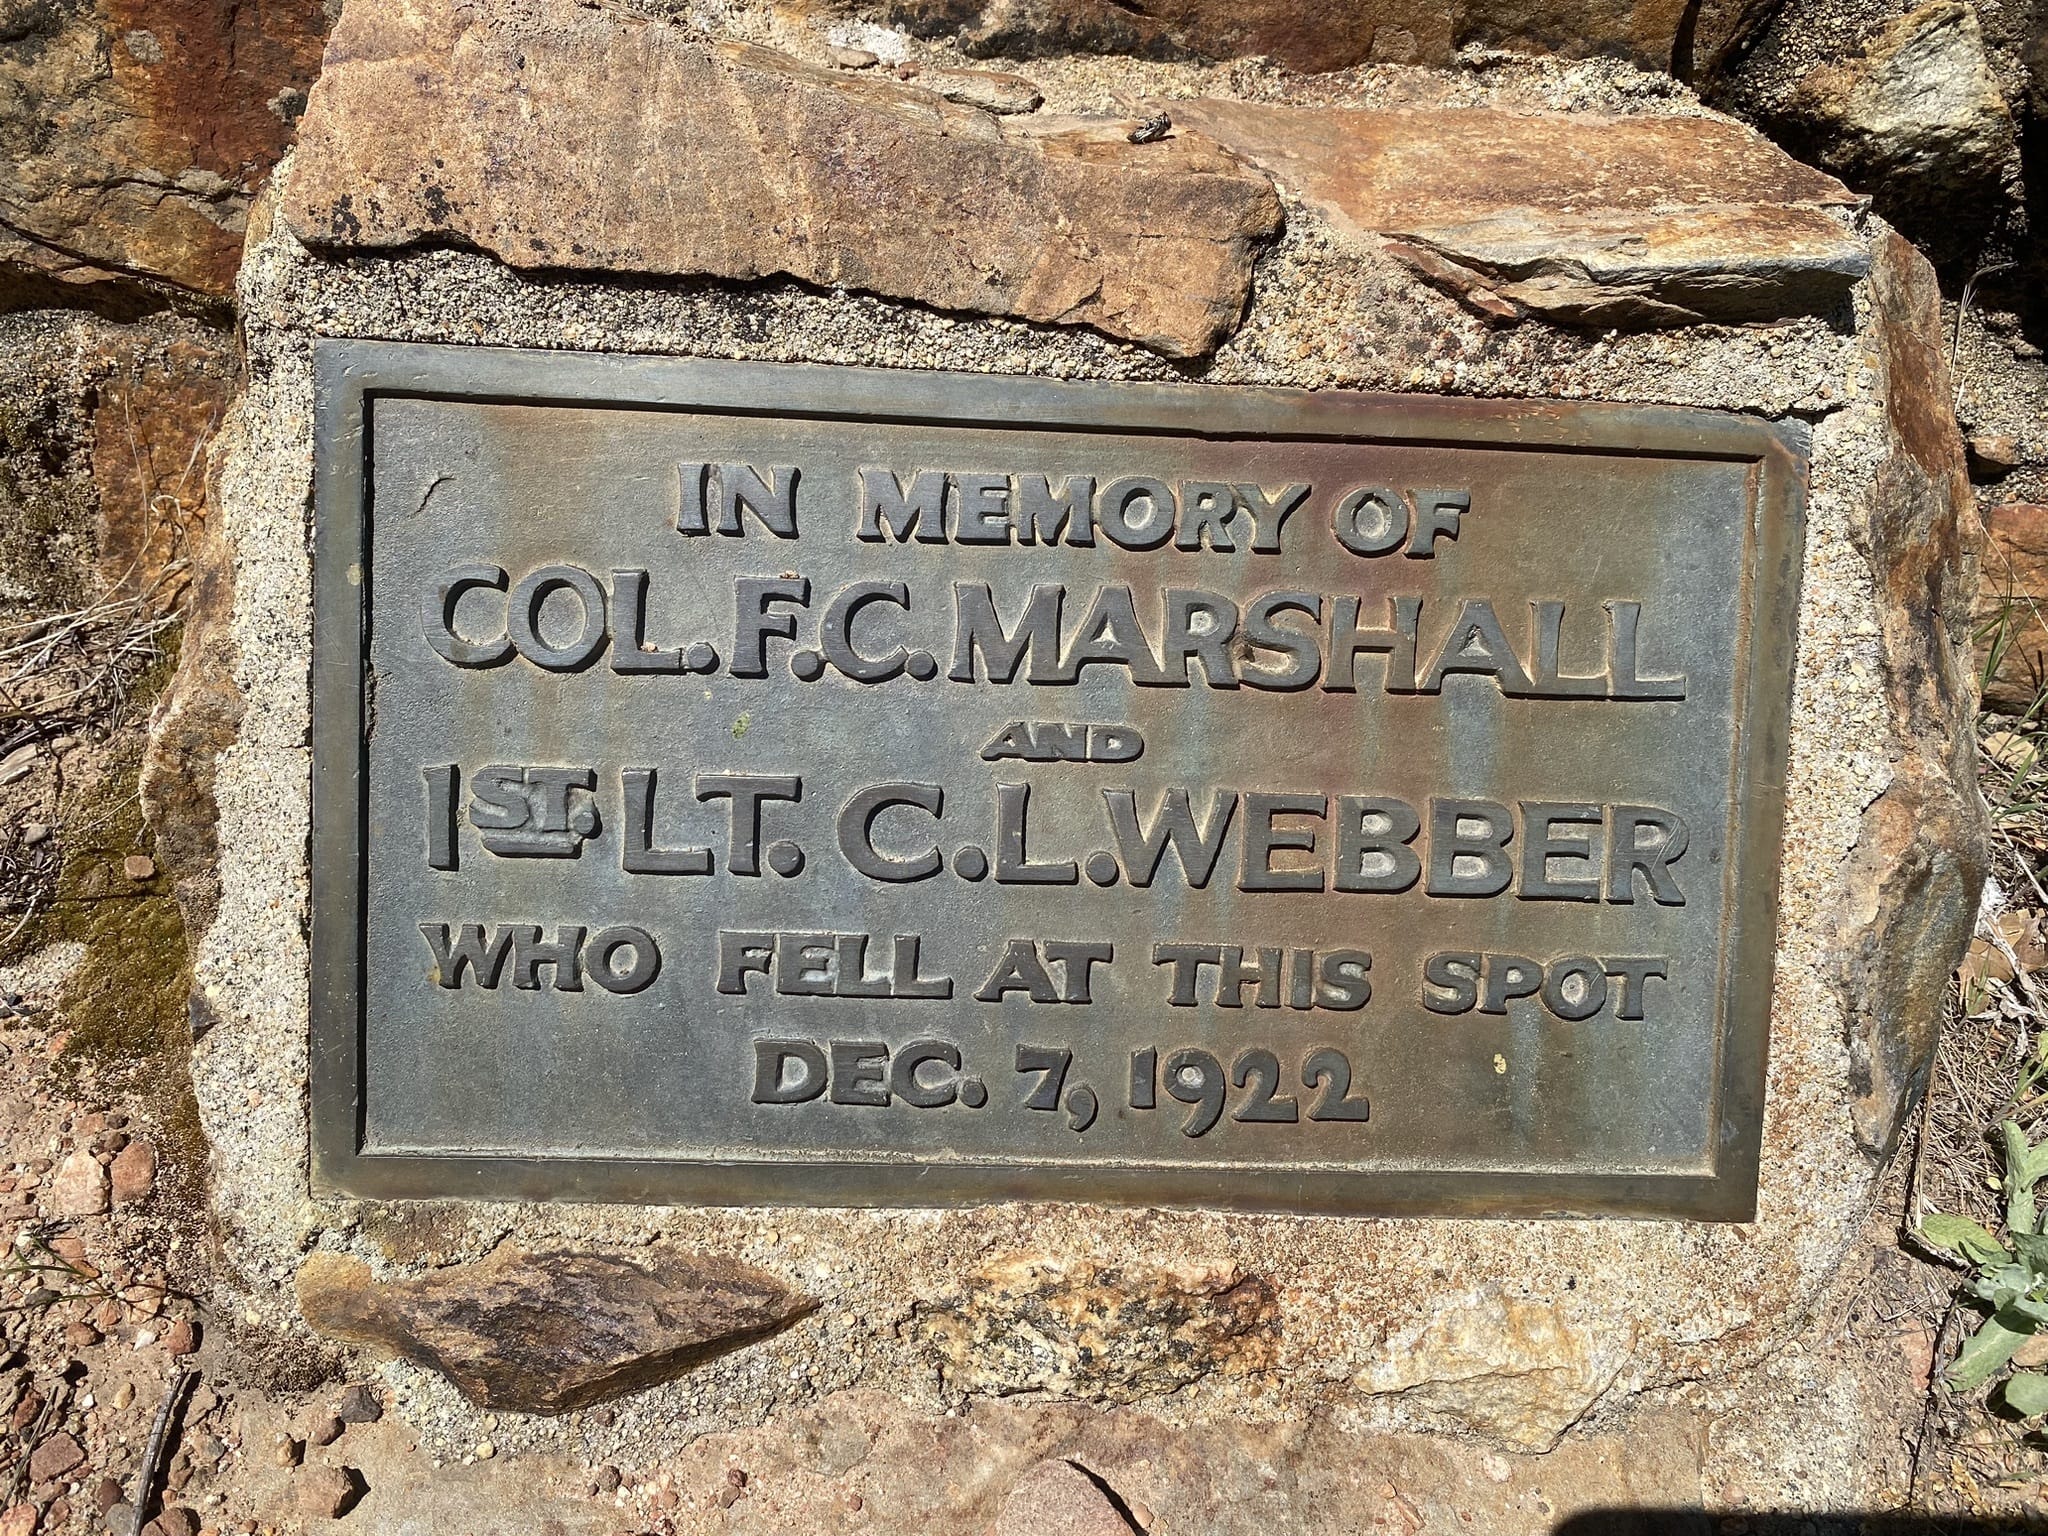 IN MEMORY OF
COL. F. C. MARSHALL
AND
1ST. LT. C. L. WEBBER
WHO FELL AT THIS SPOT
DEC. 7, 1922